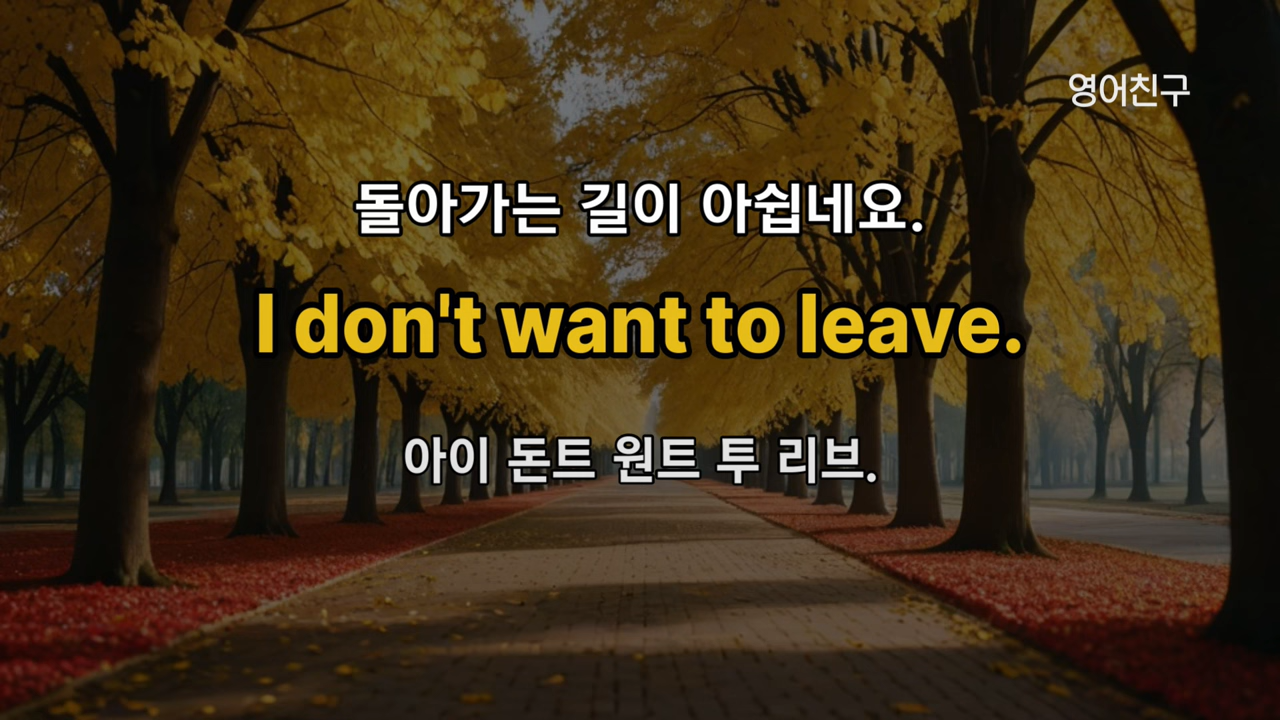 영어친구
돌아가는 길이 아쉽네요.
I don't want to leave.
아이 돈트 원트 투 리브.